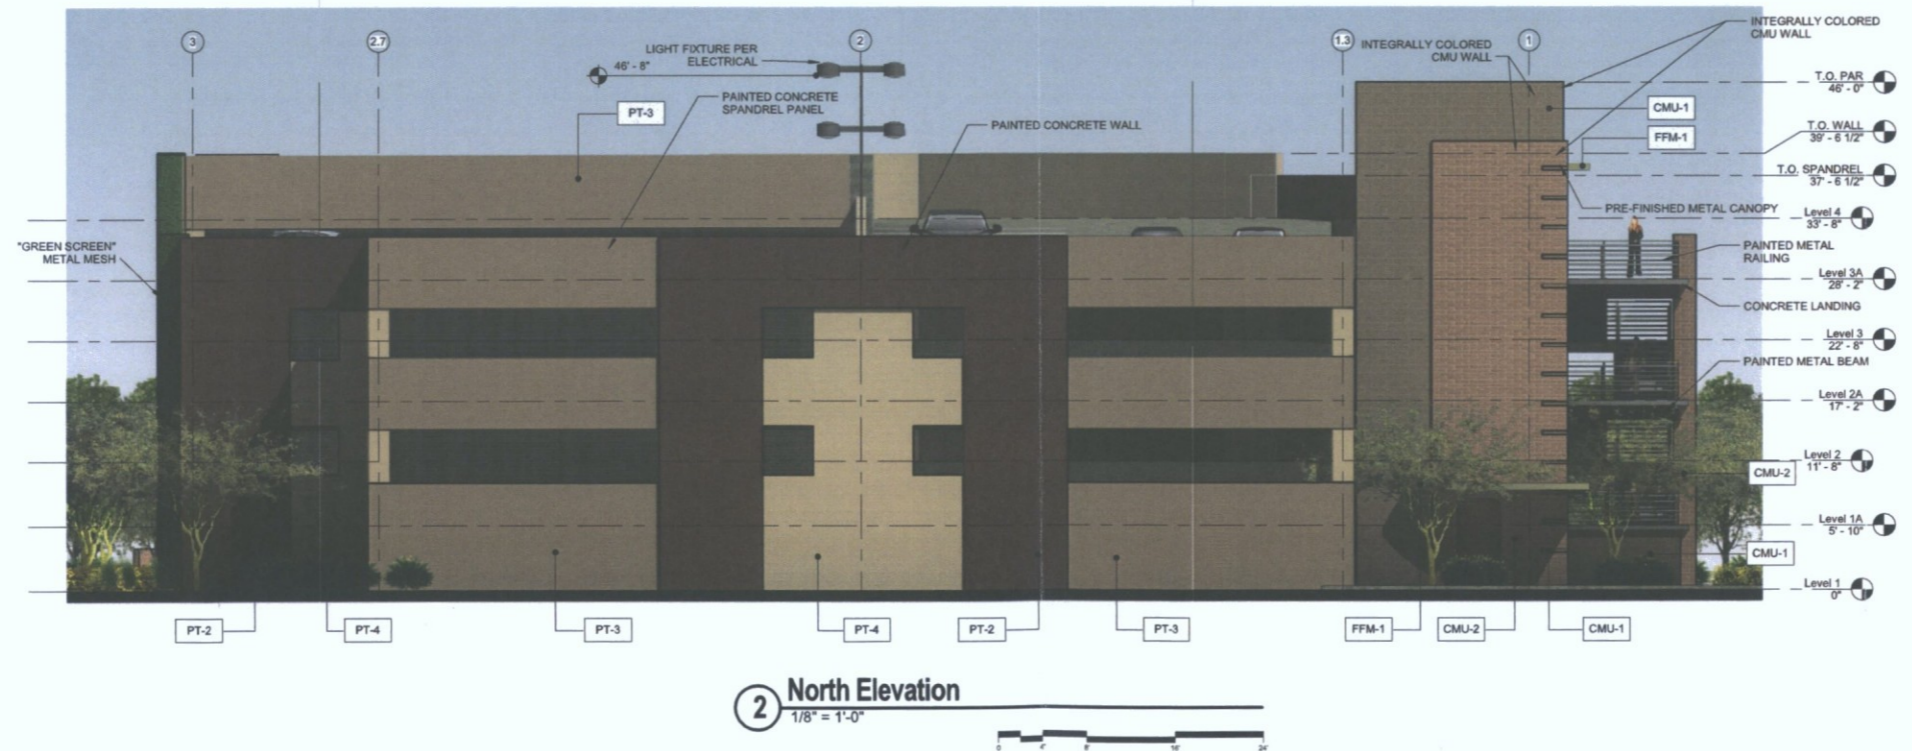 3
2.7
2
1.3
1
LIGHT FIXTURE PER
ELECTRICAL
46' - 8"
PT-3
PAINTED CONCRETE
SPANDREL PANEL
PAINTED CONCRETE WALL
INTEGRALLY COLORED
CMU WALL
INTEGRALLY COLORED
CMU WALL
T.O. PAR
46' - 0"
CMU-1
T.O. WALL
39' - 6 1/2"
FFM-1
T.O. SPANDREL
37' - 6 1/2"
PRE-FINISHED METAL CANOPY
Level 4
33' - 8"
"GREEN SCREEN"
METAL MESH
PAINTED METAL
RAILING
Level 3A
28' - 2"
CONCRETE LANDING
Level 3
22' - 8"
PAINTED METAL BEAM
Level 2A
17' - 2"
Level 2
11' - 8"
CMU-2
Level 1A
5' - 10"
CMU-1
Level 1
0"
PT-2
PT-4
PT-3
PT-4
PT-2
PT-3
FFM-1
CMU-2
CMU-1
2
North Elevation
1/8" = 1'-0"
0 4' 8' 16' 24'